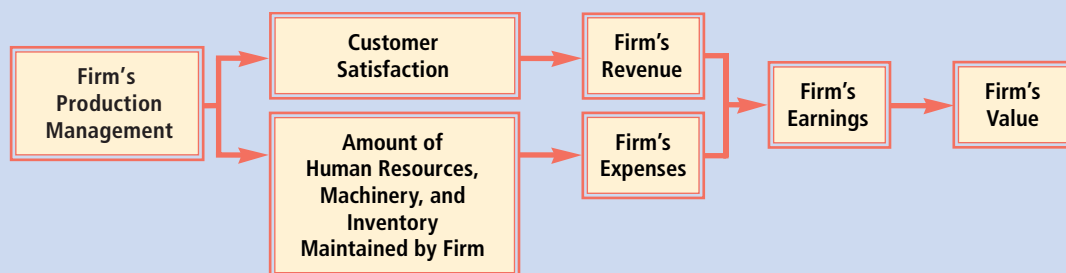 Firm’s
Production
Management
Customer
Satisfaction
Amount of
Human Resources,
Machinery, and
Inventory
Maintained by Firm
Firm’s
Revenue
Firm’s
Expenses
Firm’s
Earnings
Firm’s
Value